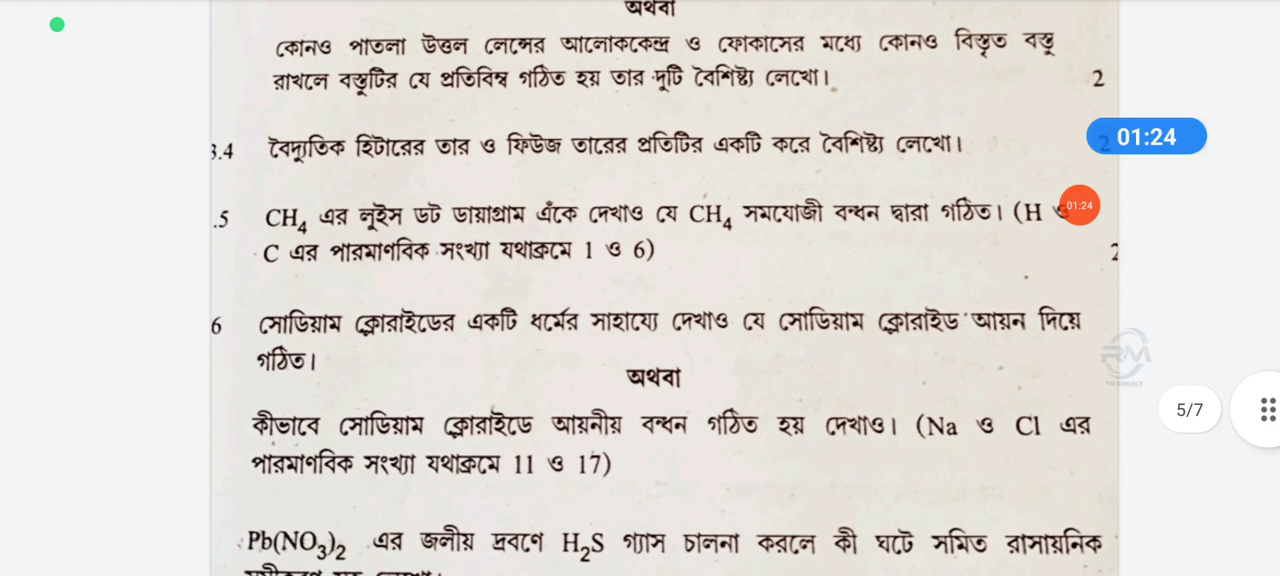 অথবা
কোনও পাতলা উত্তল লেন্সের আলোককেন্দ্র ও ফোকাসের মধ্যে কোনও বিস্তৃত বস্তু
রাখলে বস্তুটির যে প্রতিবিম্ব গঠিত হয় তার দুটি বৈশিষ্ট্য লেখো। 2
3.4 বৈদ্যুতিক হিটারের তার ও ফিউজ তারের প্রতিটির একটি করে বৈশিষ্ট্য লেখো। 2
01:24
.5 CH4 এর লুইস ডট ডায়াগ্রাম এঁকে দেখাও যে CH4 সমযোজী বন্ধন দ্বারা গঠিত। (H ও
01:24
C এর পারমাণবিক সংখ্যা যথাক্রমে 1 ও 6) 2
6 সোডিয়াম ক্লোরাইডের একটি ধর্মের সাহায্যে দেখাও যে সোডিয়াম ক্লোরাইড আয়ন দিয়ে
গঠিত।
RM
অথবা
5/7
কীভাবে সোডিয়াম ক্লোরাইডে আয়নীয় বন্ধন গঠিত হয় দেখাও। (Na ও Cl এর
পারমাণবিক সংখ্যা যথাক্রমে 11 ও 17)
Pb(NO3)2 এর জলীয় দ্রবণে H2S গ্যাস চালনা করলে কী ঘটে সমিত রাসায়নিক